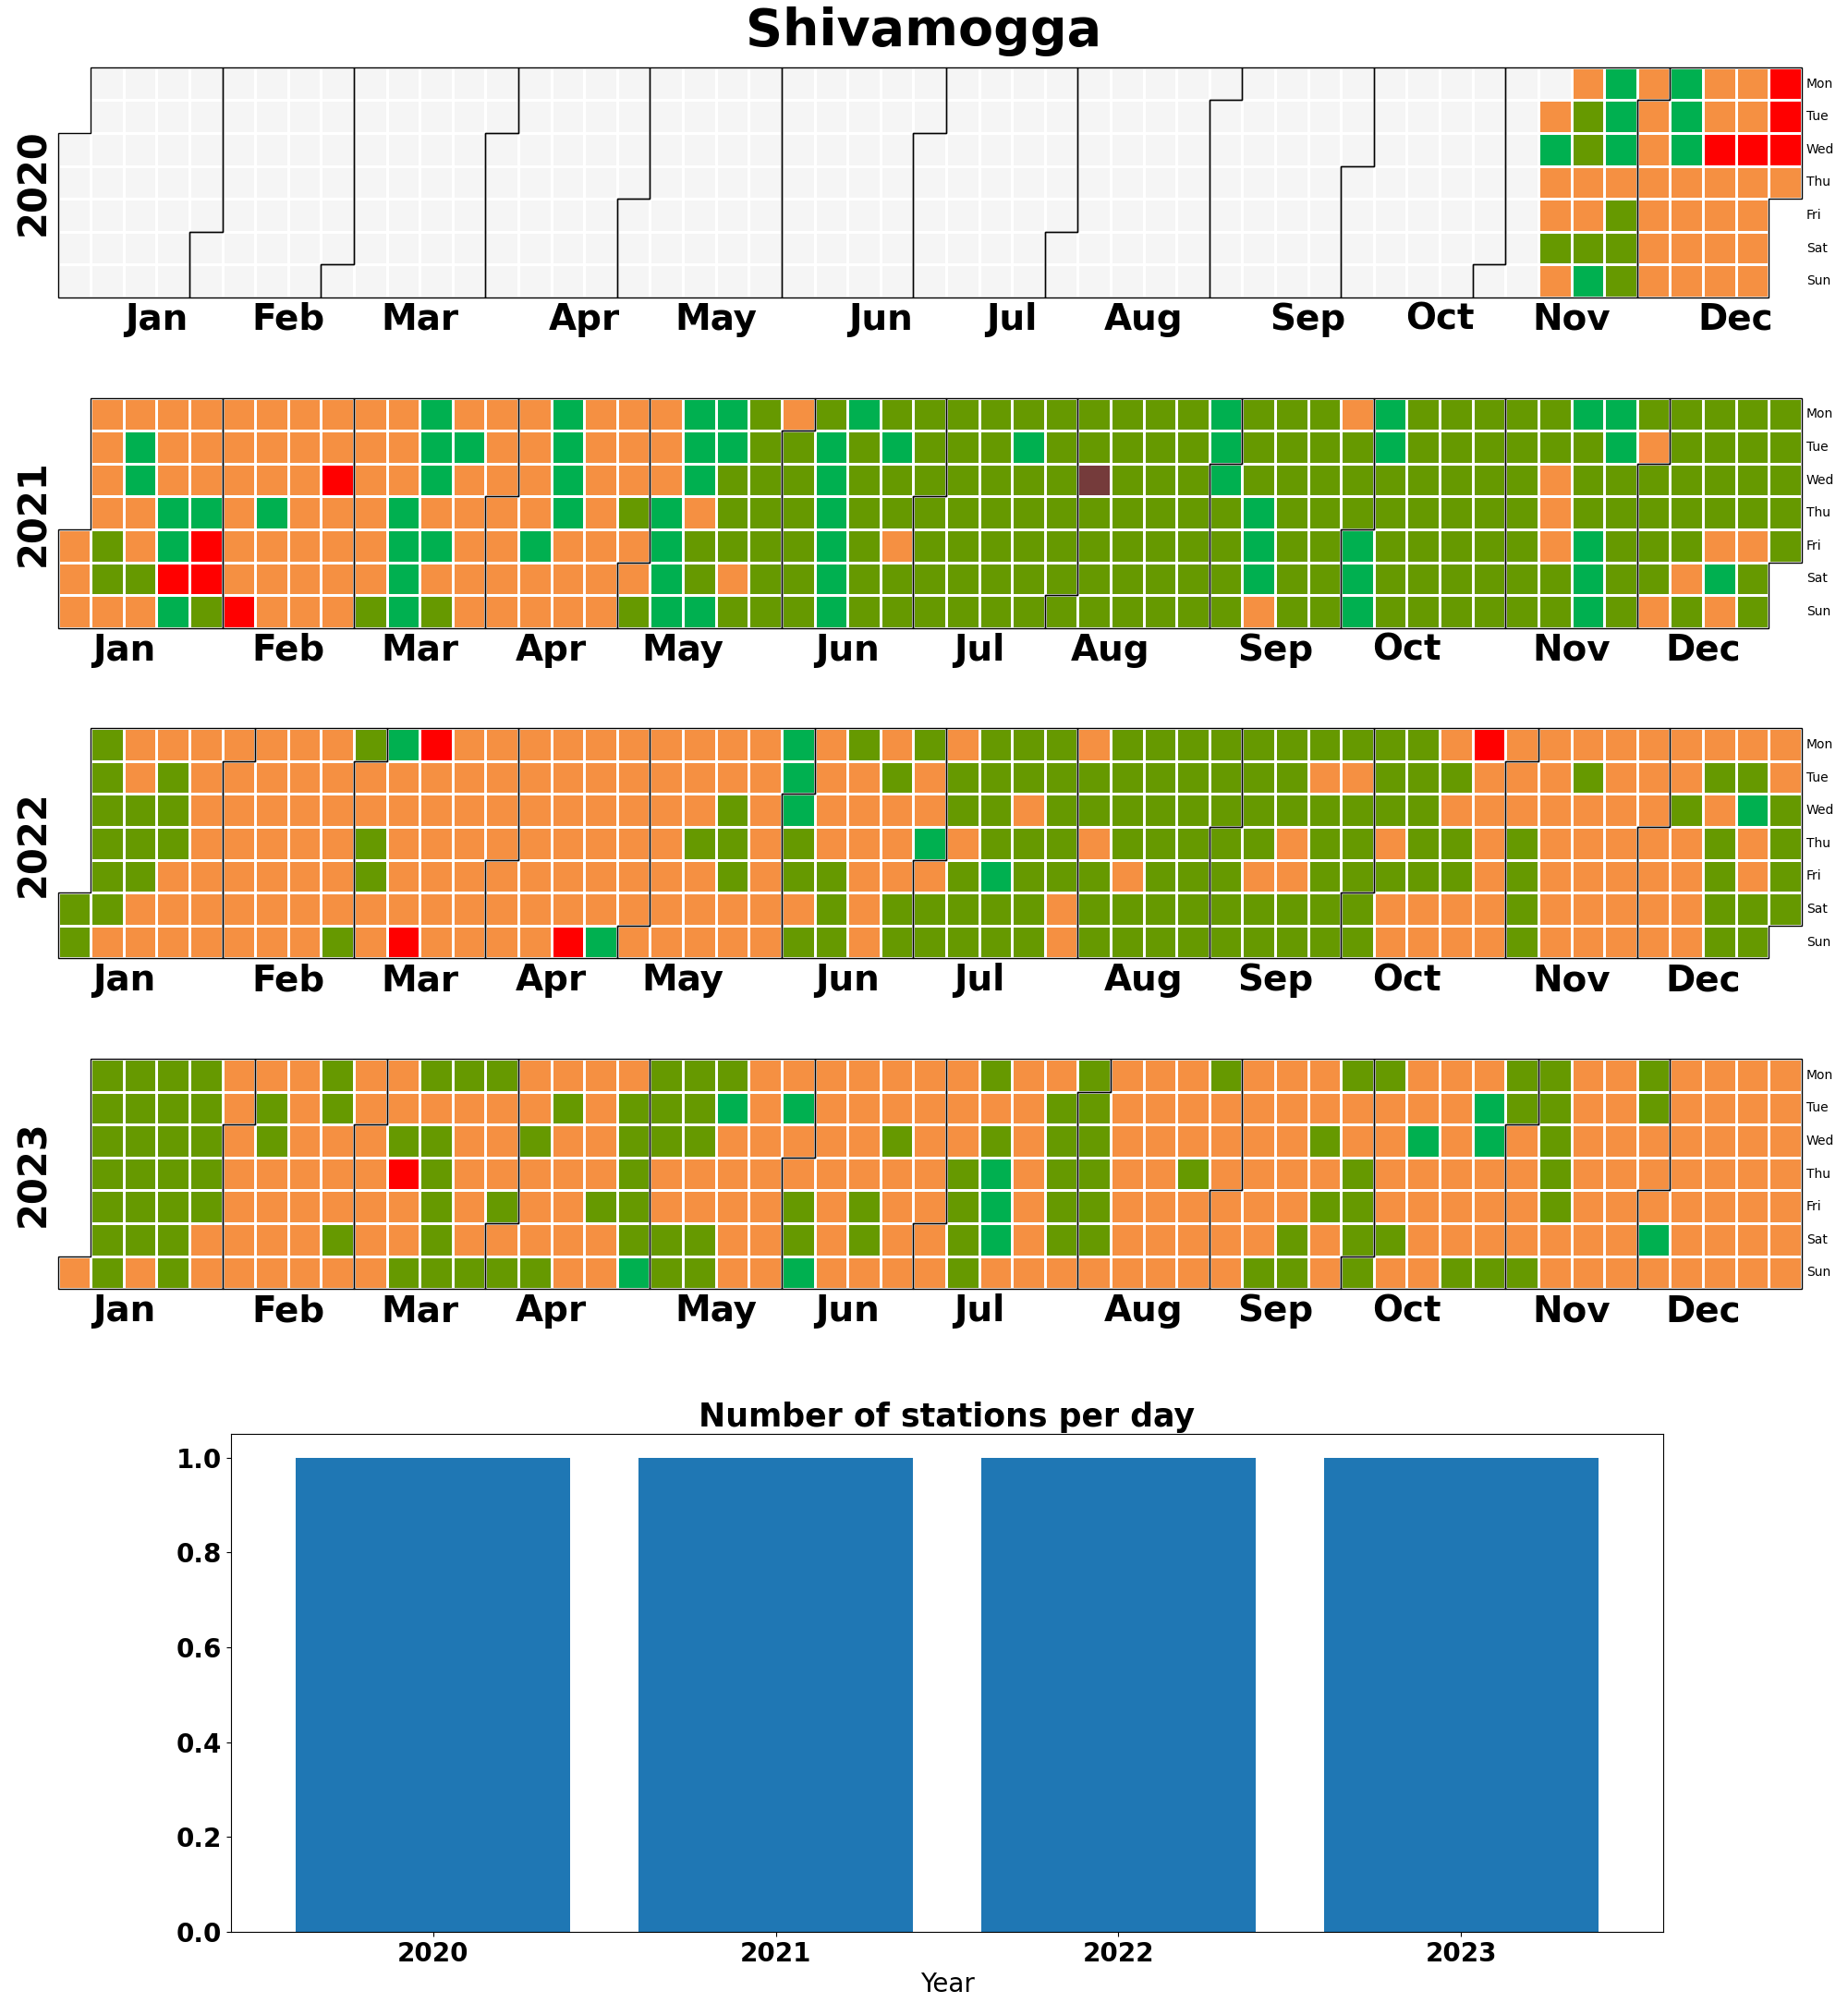 Shivamogga
2020
Mon
Tue
Wed
Thu
Fri
Sat
Sun
Jan Feb Mar Apr May Jun Jul Aug Sep Oct Nov Dec
2021
Mon
Tue
Wed
Thu
Fri
Sat
Sun
Jan Feb Mar Apr May Jun Jul Aug Sep Oct Nov Dec
2022
Mon
Tue
Wed
Thu
Fri
Sat
Sun
Jan Feb Mar Apr May Jun Jul Aug Sep Oct Nov Dec
2023
Mon
Tue
Wed
Thu
Fri
Sat
Sun
Jan Feb Mar Apr May Jun Jul Aug Sep Oct Nov Dec
Number of stations per day
1.0
0.8
0.6
0.4
0.2
0.0
2020 2021 2022 2023
Year